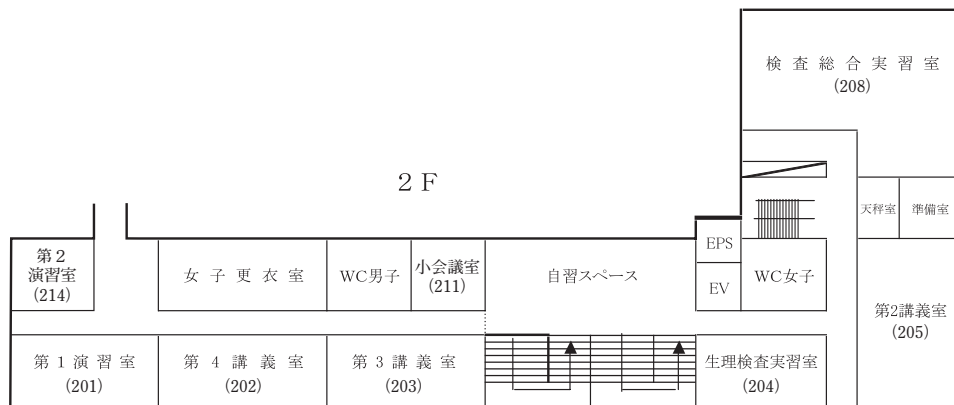 検査総合実習室
(208)
2F
天秤室
準備室
第2
演習室
(214)
女子更衣室
WC男子
小会議室
(211)
自習スペース
EPS
EV
WC女子
第2講義室
(205)
第1演習室
(201)
第4講義室
(202)
第3講義室
(203)
生理検査実習室
(204)